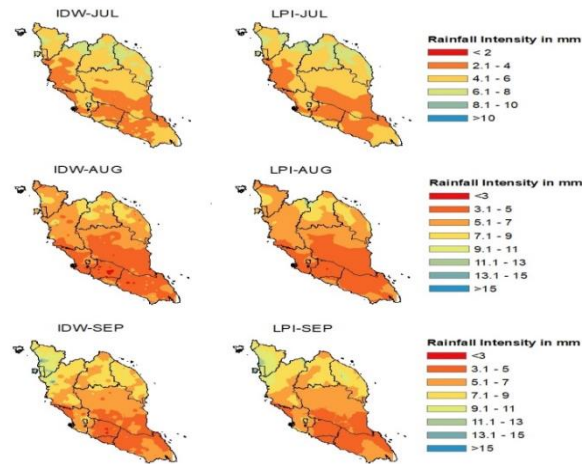 IDW-JUL
LPI-JUL
Rainfall Intensity in mm
< 2
2.1 - 4
4.1 - 6
6.1 - 8
8.1 - 10
>10
IDW-AUG
LPI-AUG
Rainfall Intensity in mm
<3
3.1 - 5
5.1 - 7
7.1 - 9
9.1 - 11
11.1 - 13
13.1 - 15
>15
IDW-SEP
LPI-SEP
Rainfall Intensity in mm
<3
3.1 - 5
5.1 - 7
7.1 - 9
9.1 - 11
11.1 - 13
13.1 - 15
>15